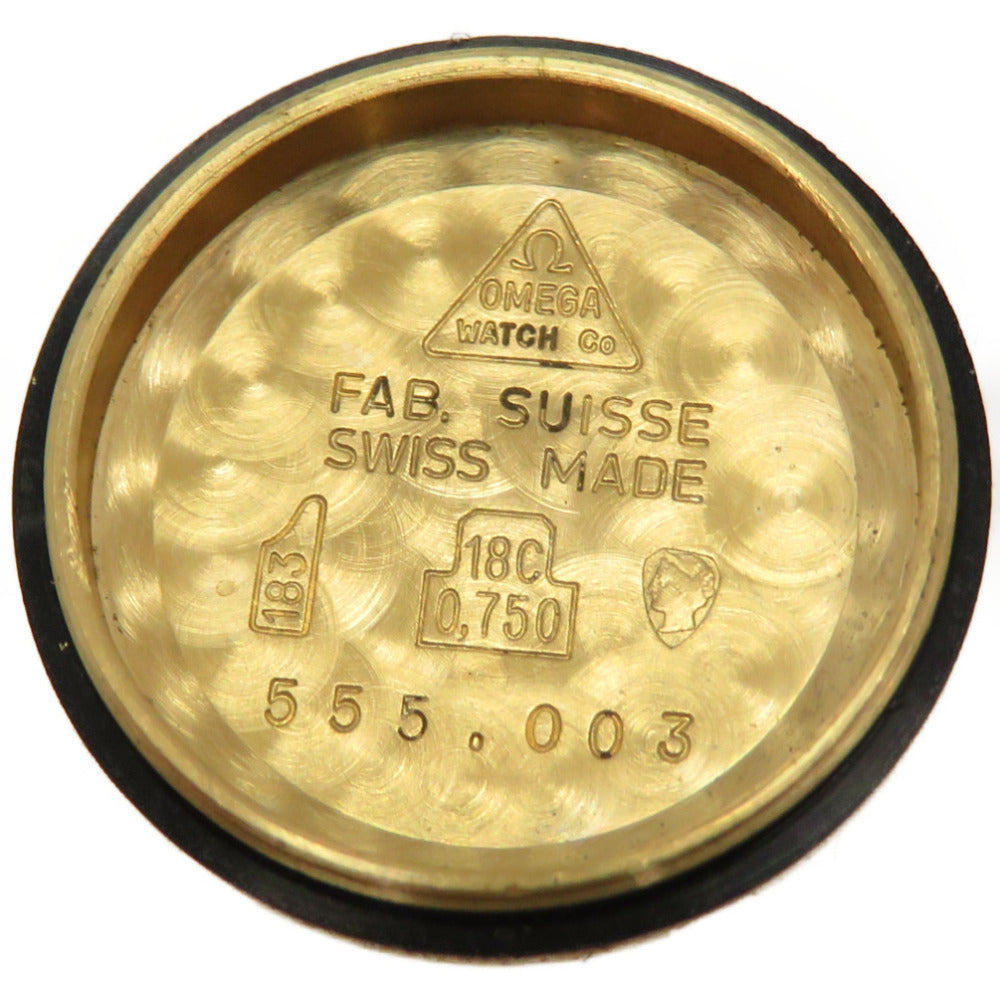 Ω
OMEGA
WATCH Co
FAB. SUISSE
SWISS MADE
183
18C
0,750
555.003